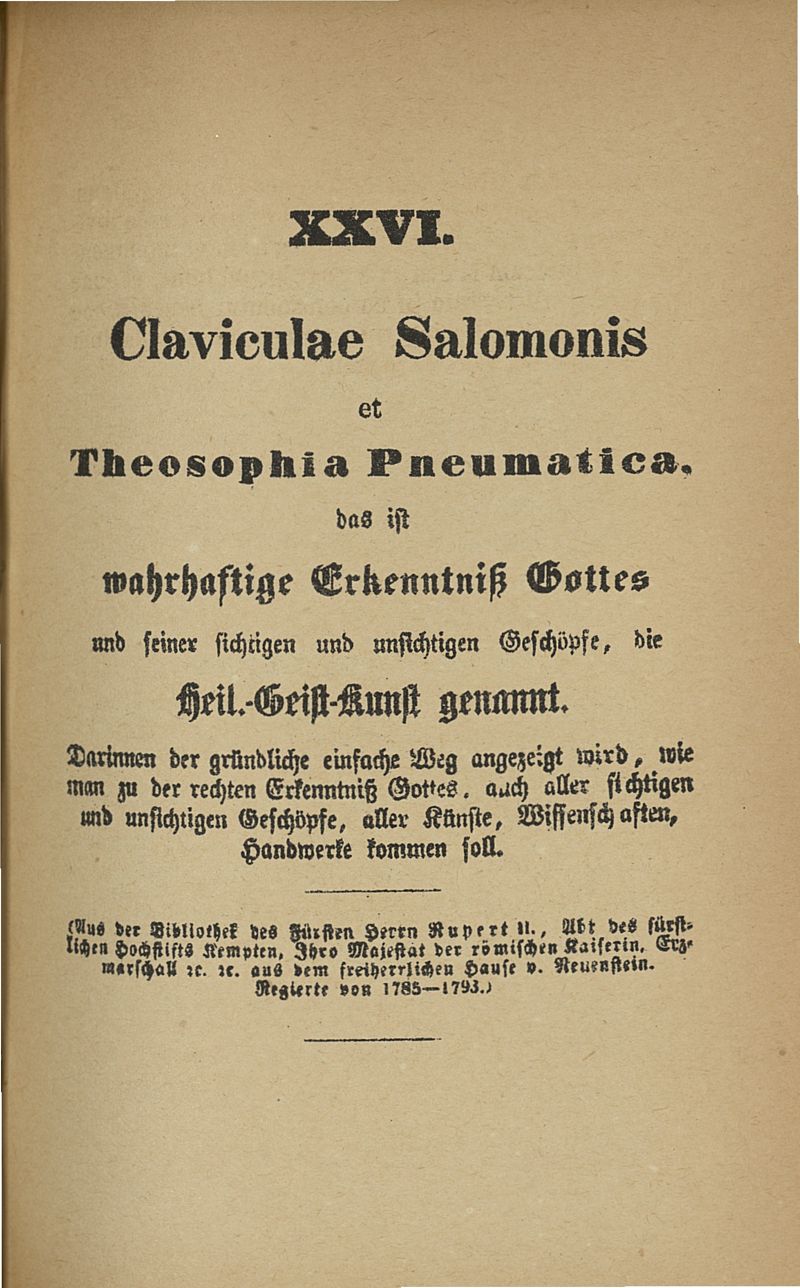 XXVI.
Claviculae Salomonis
et
Theosophia Pneumatica,
das ist
wahrhaftige Erkenntniß Gottes
und seiner sichtigen und unsichtigen Geschöpfe, die
Heil.-Geist-Kunst genannt.
Darinnen der gründliche einfache Weg angezeigt wird, wie
man zu der rechten Erkenntniß Gottes, auch aller sichtigen
und unsichtigen Geschöpfe, aller Künste, Wissenschaften,
Handwerke kommen soll.
(Aus der Bibliothek des Fürsten Herrn Rupert II., Abt des fürst-
lichen Hochstifts Kempten, Ihro Majestät der römischen Kaiserin, Erz-
marschall ꝛc. ꝛc. aus dem freiherrlichen Hause v. Neuenstein.
Regierte von 1785—1793.)